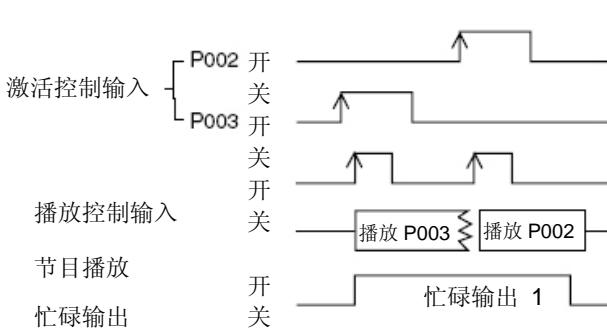 P002 开
激活控制输入
关
P003 开
关
开
播放控制输入
关
播放 P003
播放 P002
节目播放
开
忙碌输出 1
忙碌输出
关